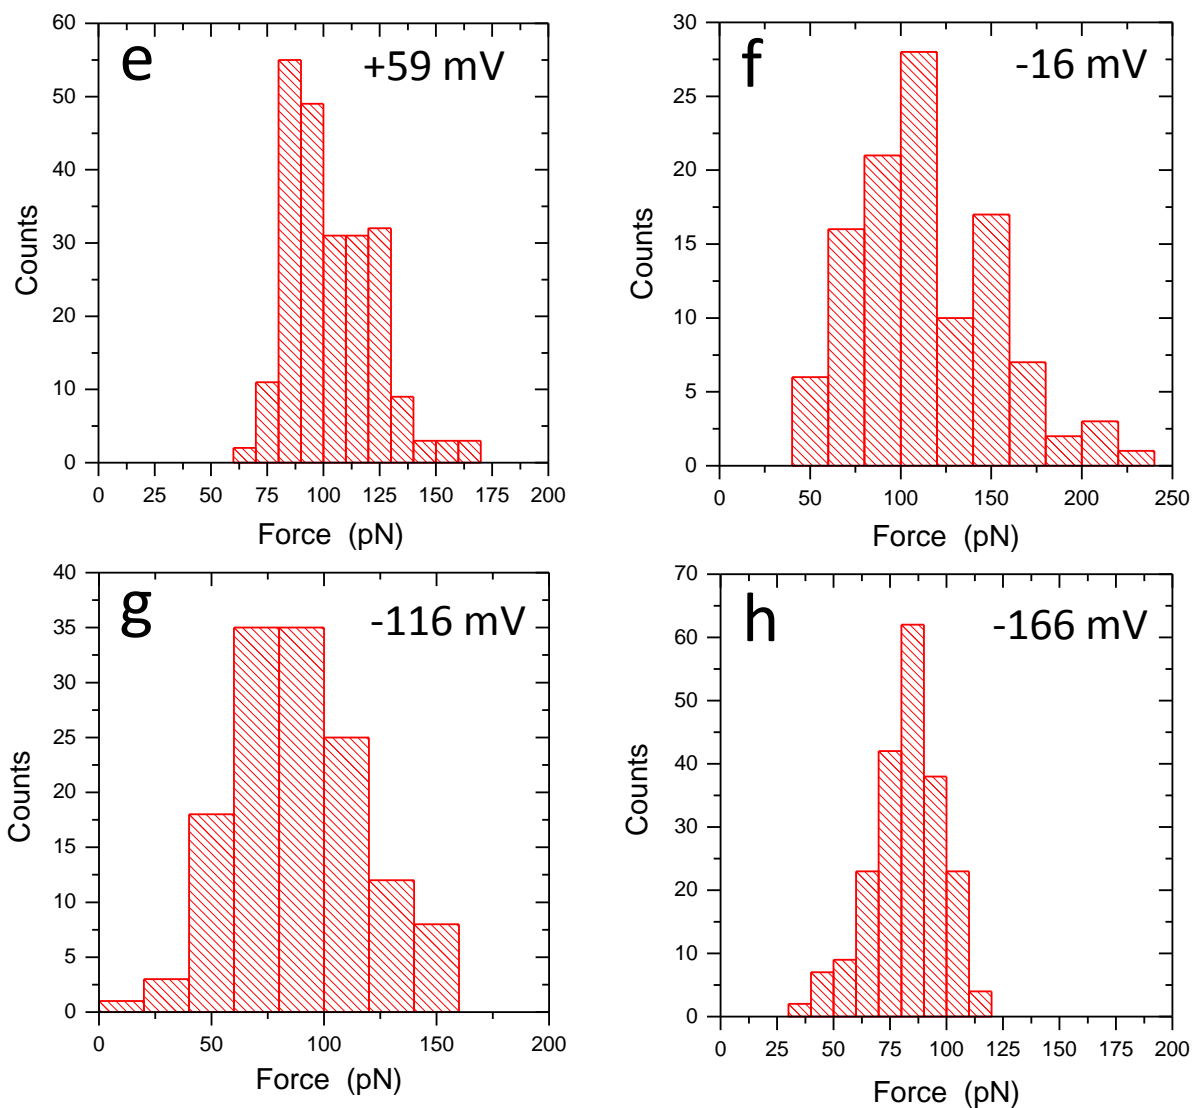 e
+59 mV
60
50
40
30
20
10
0
Counts
0 25 50 75 100 125 150 175 200
Force (pN)
f
-16 mV
30
25
20
15
10
5
0
Counts
0 50 100 150 200 250
Force (pN)
g
-116 mV
40
35
30
25
20
15
10
5
0
Counts
0 50 100 150 200
Force (pN)
h
-166 mV
70
60
50
40
30
20
10
0
Counts
0 25 50 75 100 125 150 175 200
Force (pN)